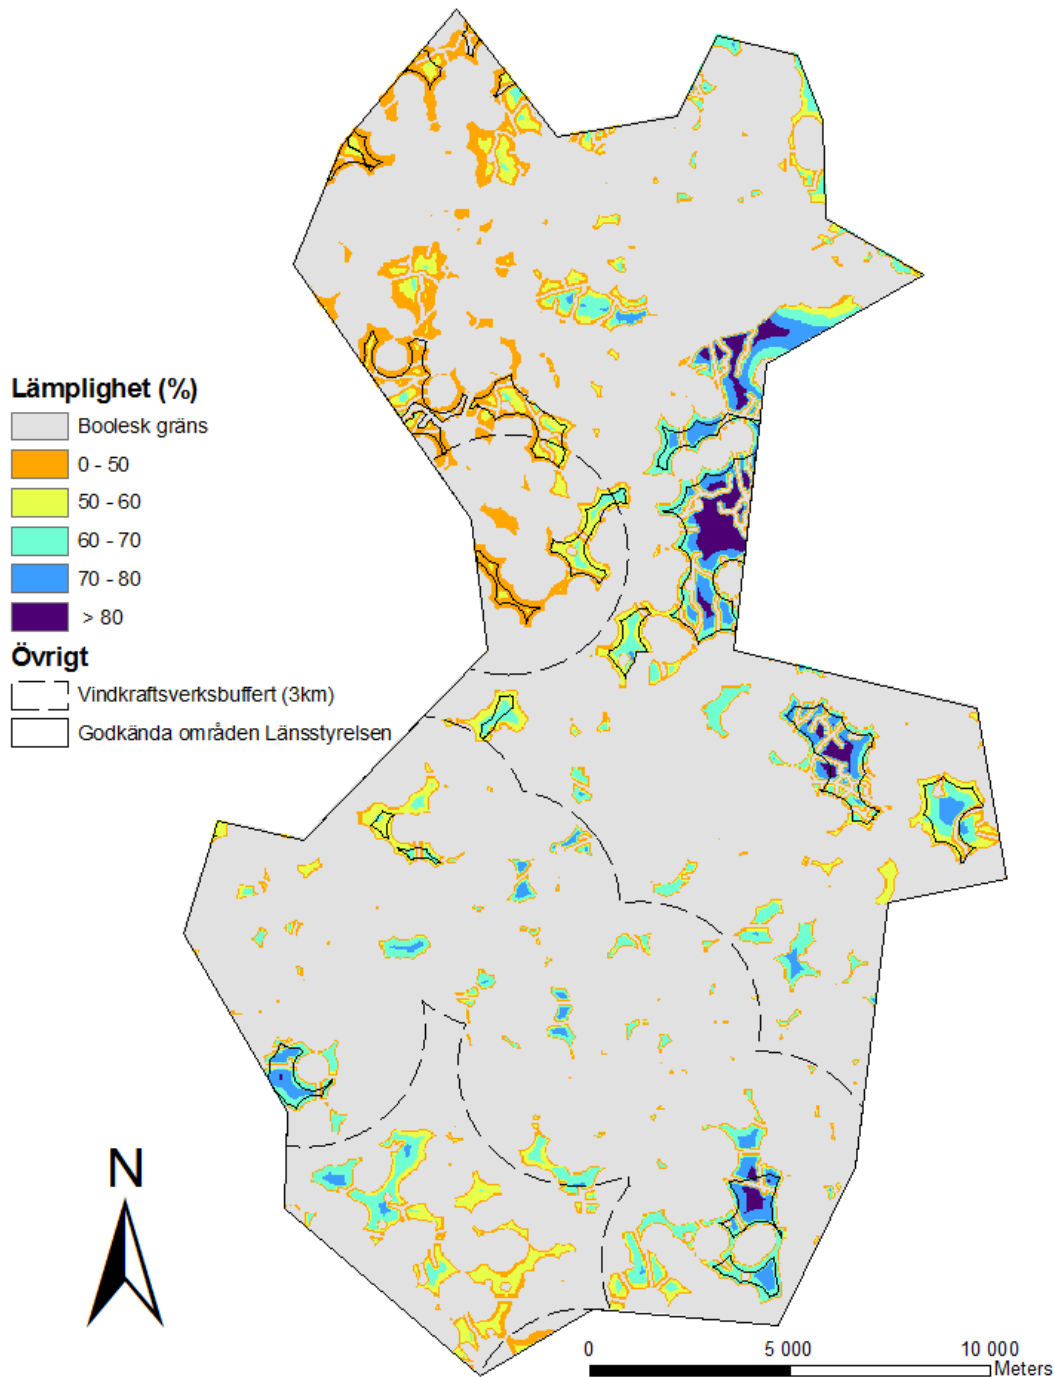 Lämplighet (%)
Boolesk gräns
0 - 50
50 - 60
60 - 70
70 - 80
> 80
Övrigt
Vindkraftsverksbuffert (3km)
Godkända områden Länsstyrelsen
N
0 5 000 10 000
Meters